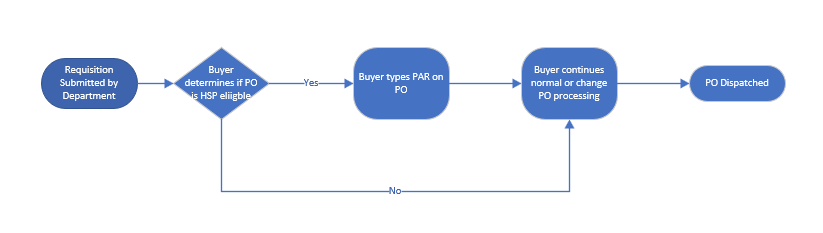 Requisition
Submitted by
Department
Buyer
determines if PO
is HSP eliigble
Yes
Buyer types PAR on
PO
Buyer continues
normal or change
PO processing
PO Dispatched
No